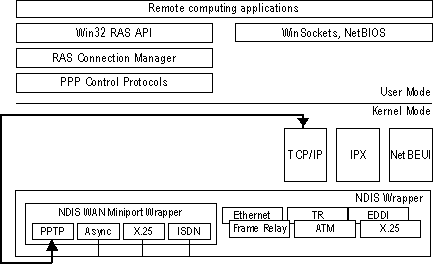 Remote computing applications
Win32 RAS API
WinSockets, NetBIOS
RAS Connection Manager
PPP Control Protocols
User Mode
Kernel Mode
TCP/IP
IPX
NetBEUI
NDIS Wrapper
NDIS WAN Miniport Wrapper
Ethernet
TR
EDDI
PPTP
Async
X.25
ISDN
Frame Relay
ATM
X.25